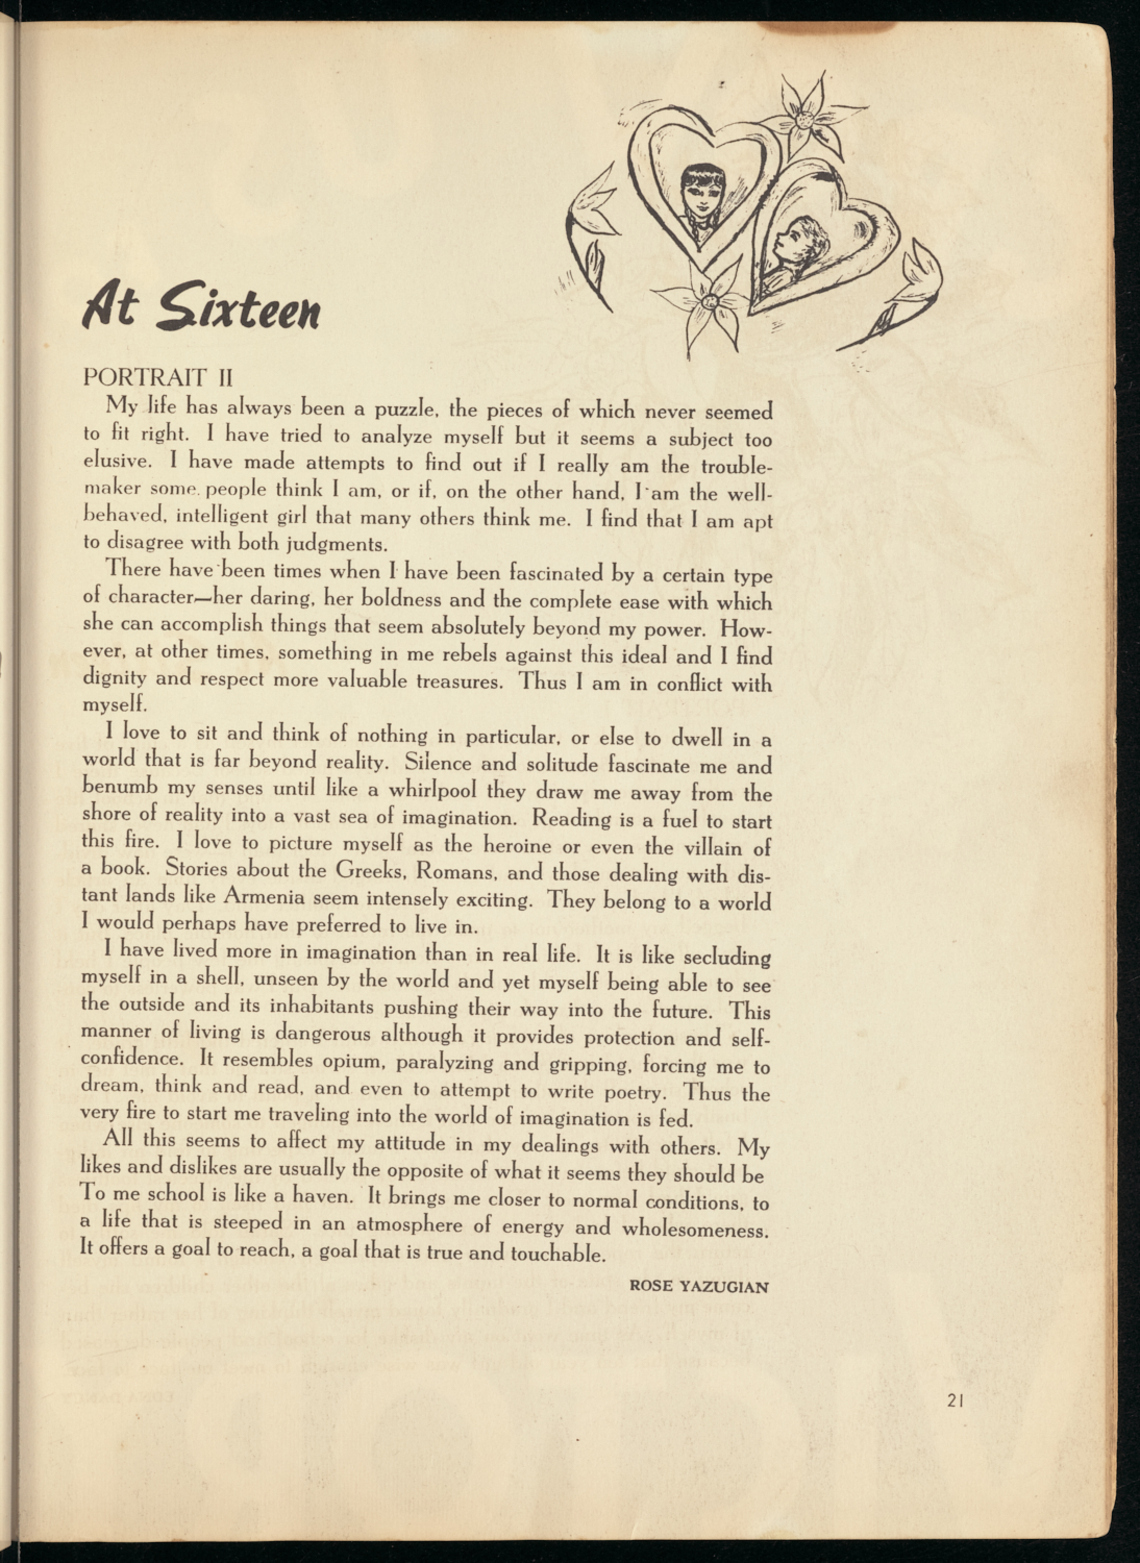 At Sixteen
PORTRAIT II
My life has always been a puzzle, the pieces of which never seemed
to fit right. I have tried to analyze myself but it seems a subject too
elusive. I have made attempts to find out if I really am the trouble-
maker some people think I am, or if, on the other hand, I am the well-
behaved, intelligent girl that many others think me. I find that I am apt
to disagree with both judgments.
There have been times when I have been fascinated by a certain type
of character—her daring, her boldness and the complete ease with which
she can accomplish things that seem absolutely beyond my power. How-
ever, at other times, something in me rebels against this ideal and I find
dignity and respect more valuable treasures. Thus I am in conflict with
myself.
I love to sit and think of nothing in particular, or else to dwell in a
world that is far beyond reality. Silence and solitude fascinate me and
benumb my senses until like a whirlpool they draw me away from the
shore of reality into a vast sea of imagination. Reading is a fuel to start
this fire. I love to picture myself as the heroine or even the villain of
a book. Stories about the Greeks, Romans, and those dealing with dis-
tant lands like Armenia seem intensely exciting. They belong to a world
I would perhaps have preferred to live in.
I have lived more in imagination than in real life. It is like secluding
myself in a shell, unseen by the world and yet myself being able to see
the outside and its inhabitants pushing their way into the future. This
manner of living is dangerous although it provides protection and self-
confidence. It resembles opium, paralyzing and gripping, forcing me to
dream, think and read, and even to attempt to write poetry. Thus the
very fire to start me traveling into the world of imagination is fed.
All this seems to affect my attitude in my dealings with others. My
likes and dislikes are usually the opposite of what it seems they should be
To me school is like a haven. It brings me closer to normal conditions, to
a life that is steeped in an atmosphere of energy and wholesomeness.
It offers a goal to reach, a goal that is true and touchable.
ROSE YAZUGIAN
21